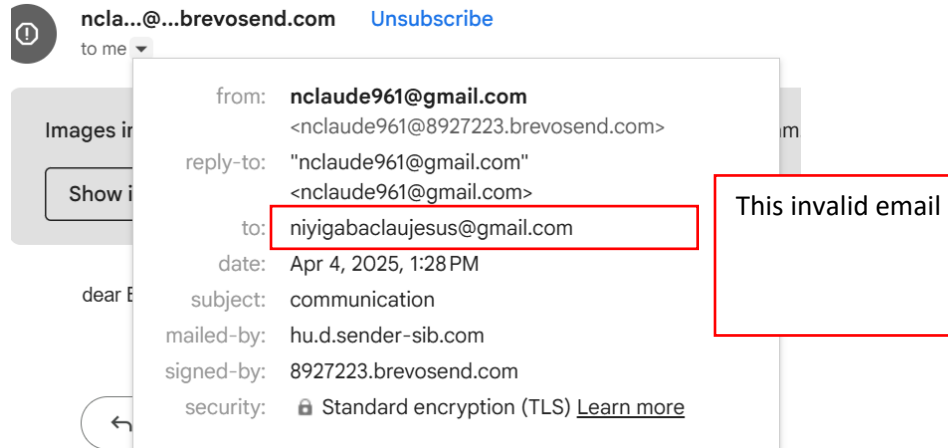 ncla...@...brevosend.com Unsubscribe
to me
from: nclaude961@gmail.com
<nclaude961@8927223.brevosend.com>
Images
reply-to: "nclaude961@gmail.com"
Show
<nclaude961@gmail.com>
to: niyigabaclaujesus@gmail.com
This invalid email
date: Apr 4, 2025, 1:28 PM
dear
subject: communication
mailed-by: hu.d.sender-sib.com
signed-by: 8927223.brevosend.com
security: Standard encryption (TLS) Learn more